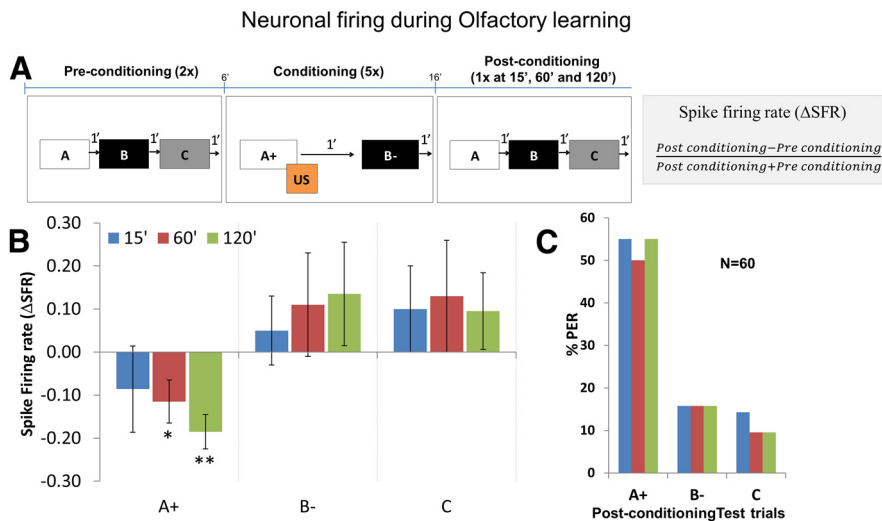 Neuronal firing during Olfactory learning
A
Pre-conditioning (2x)
6'
Conditioning (5x)
16'
Post-conditioning
(1x at 15', 60' and 120')
A 1' B 1' C 1'
A+ 1' B- 1'
US
A 1' B 1' C 1'
Spike firing rate (ΔSFR)
Post conditioning−Pre conditioning
Post conditioning+Pre conditioning
B
Spike Firing rate (ΔSFR)
0.30
0.20
0.10
0.00
-0.10
-0.20
-0.30
15' 60' 120'
*
**
A+ B- C
C
% PER
60
50
40
30
20
10
0
N=60
A+ B- C
Post-conditioningTest trials